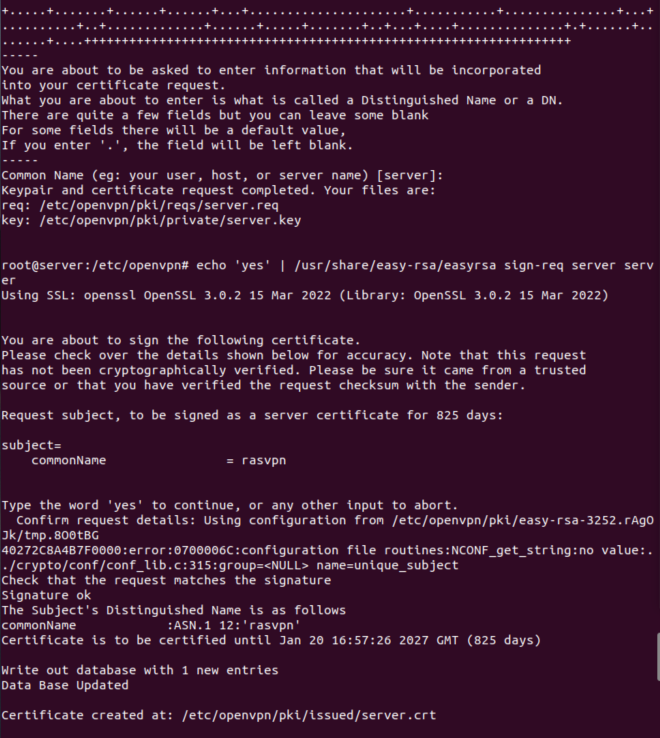 +.....+.......+......+......+...+.....................+...........+...............+...+
..........+..+.............+......+.....+.......+..+...+....+...............+.+......+..
......+....+++++++++++++++++++++++++++++++++++++++++++++++++++++++++++++++++
-----
You are about to be asked to enter information that will be incorporated
into your certificate request.
What you are about to enter is what is called a Distinguished Name or a DN.
There are quite a few fields but you can leave some blank
For some fields there will be a default value,
If you enter '.', the field will be left blank.
-----
Common Name (eg: your user, host, or server name) [server]:
Keypair and certificate request completed. Your files are:
req: /etc/openvpn/pki/reqs/server.req
key: /etc/openvpn/pki/private/server.key
root@server:/etc/openvpn# echo 'yes' | /usr/share/easy-rsa/easyrsa sign-req server serv
er
Using SSL: openssl OpenSSL 3.0.2 15 Mar 2022 (Library: OpenSSL 3.0.2 15 Mar 2022)
You are about to sign the following certificate.
Please check over the details shown below for accuracy. Note that this request
has not been cryptographically verified. Please be sure it came from a trusted
source or that you have verified the request checksum with the sender.
Request subject, to be signed as a server certificate for 825 days:
subject=
    commonName                = rasvpn
Type the word 'yes' to continue, or any other input to abort.
  Confirm request details: Using configuration from /etc/openvpn/pki/easy-rsa-3252.rAgO
Jk/tmp.8O0tBG
40272C8A4B7F0000:error:0700006C:configuration file routines:NCONF_get_string:no value:.
./crypto/conf/conf_lib.c:315:group=<NULL> name=unique_subject
Check that the request matches the signature
Signature ok
The Subject's Distinguished Name is as follows
commonName            :ASN.1 12:'rasvpn'
Certificate is to be certified until Jan 20 16:57:26 2027 GMT (825 days)
Write out database with 1 new entries
Data Base Updated
Certificate created at: /etc/openvpn/pki/issued/server.crt